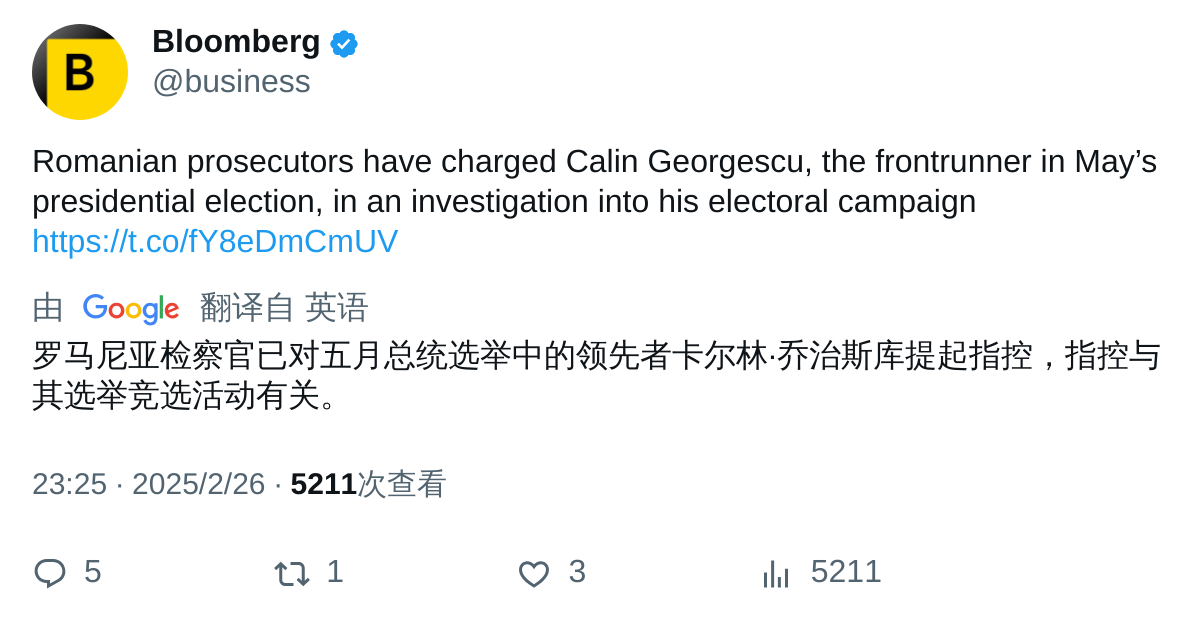 B
Bloomberg
@business
Romanian prosecutors have charged Calin Georgescu, the frontrunner in May’s
presidential election, in an investigation into his electoral campaign
https://t.co/fY8eDmCmUV
由 Google 翻译自 英语
罗马尼亚检察官已对五月总统选举中的领先者卡尔林·乔治斯库提起指控，指控与
其选举竞选活动有关。
23:25 · 2025/2/26 · 5211次查看
5 1 3 5211